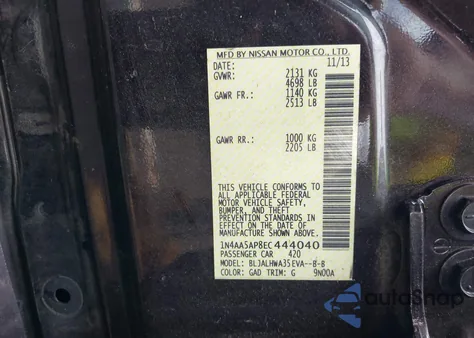 MFD BY NISSAN MOTOR CO., LTD.
DATE: 11/13
GVWR: 2131 KG
4698 LB
GAWR FR.: 1140 KG
2513 LB
GAWR RR.: 1000 KG
2205 LB
THIS VEHICLE CONFORMS TO
ALL APPLICABLE FEDERAL
MOTOR VEHICLE SAFETY,
BUMPER, AND THEFT
PREVENTION STANDARDS IN
EFFECT ON THE DATE OF
MANUFACTURE SHOWN ABOVE.
1N4AA5AP8EC444040
PASSENGER CAR 420
MODEL: BLJALHWA35EVA--B-B
COLOR: GAD TRIM: G 9N00A
autoSnap